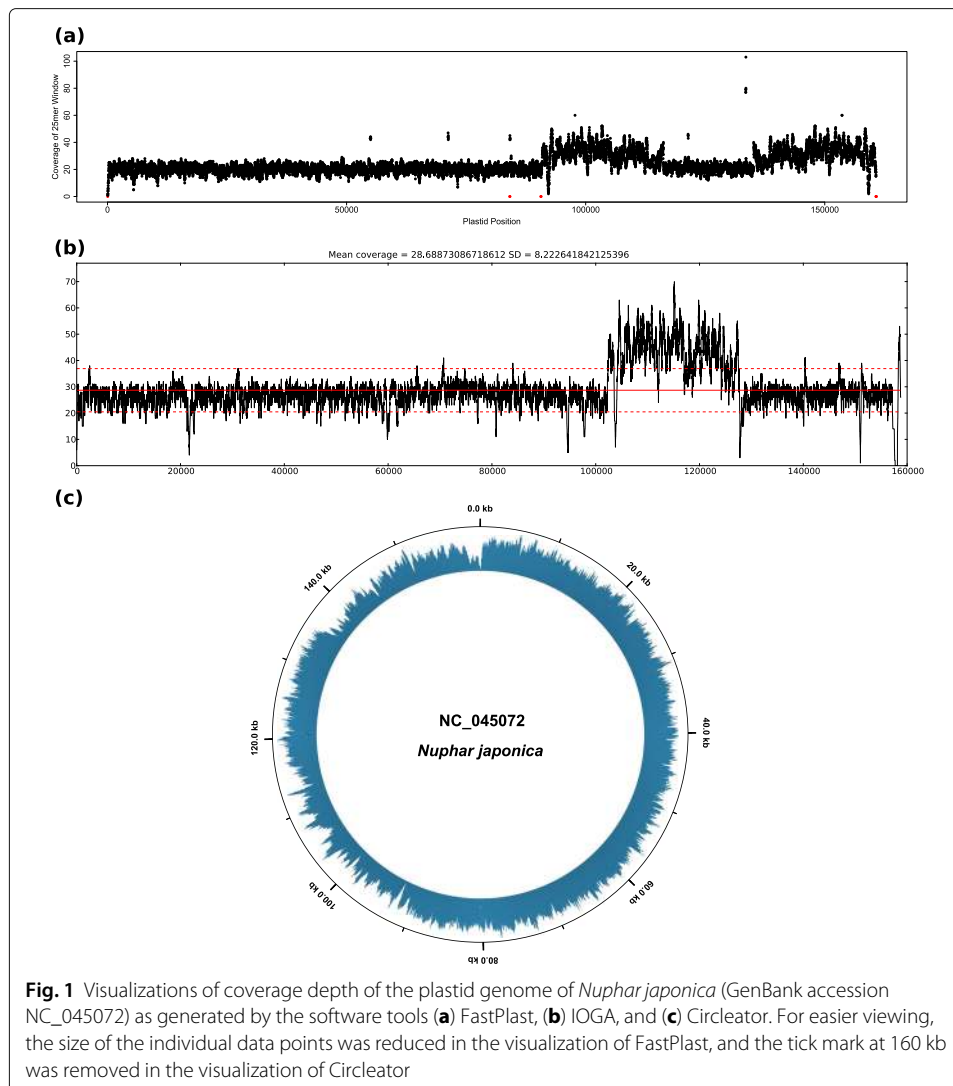 (a)
Coverage of 25mer Window
100
80
60
40
20
0
0 50000 100000 150000
Plastid Position
(b)
Mean coverage = 28.68873086718612 SD = 8.222641842125396
70
60
50
40
30
20
10
0
0 20000 40000 60000 80000 100000 120000 140000 160000
(c)
0.0 kb
20.0 kb
40.0 kb
60.0 kb
80.0 kb
100.0 kb
120.0 kb
140.0 kb
NC_045072
Nuphar japonica
Fig. 1 Visualizations of coverage depth of the plastid genome of Nuphar japonica (GenBank accession
NC_045072) as generated by the software tools (a) FastPlast, (b) IOGA, and (c) Circleator. For easier viewing,
the size of the individual data points was reduced in the visualization of FastPlast, and the tick mark at 160 kb
was removed in the visualization of Circleator